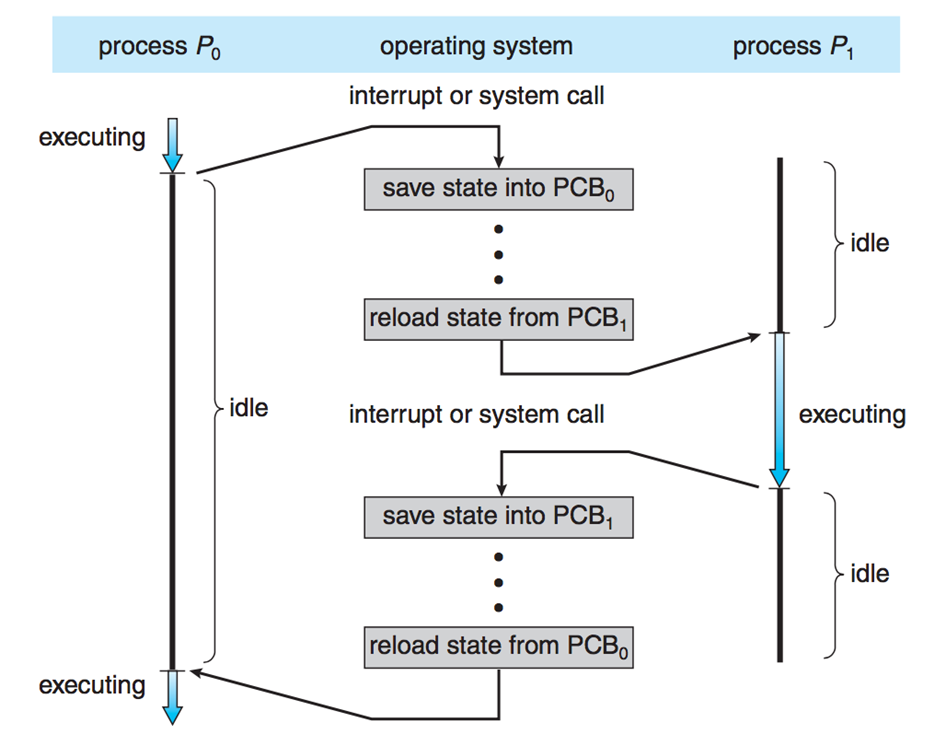 process P0 operating system process P1
interrupt or system call
executing
save state into PCB0
idle
reload state from PCB1
idle
interrupt or system call
executing
save state into PCB1
idle
reload state from PCB0
executing